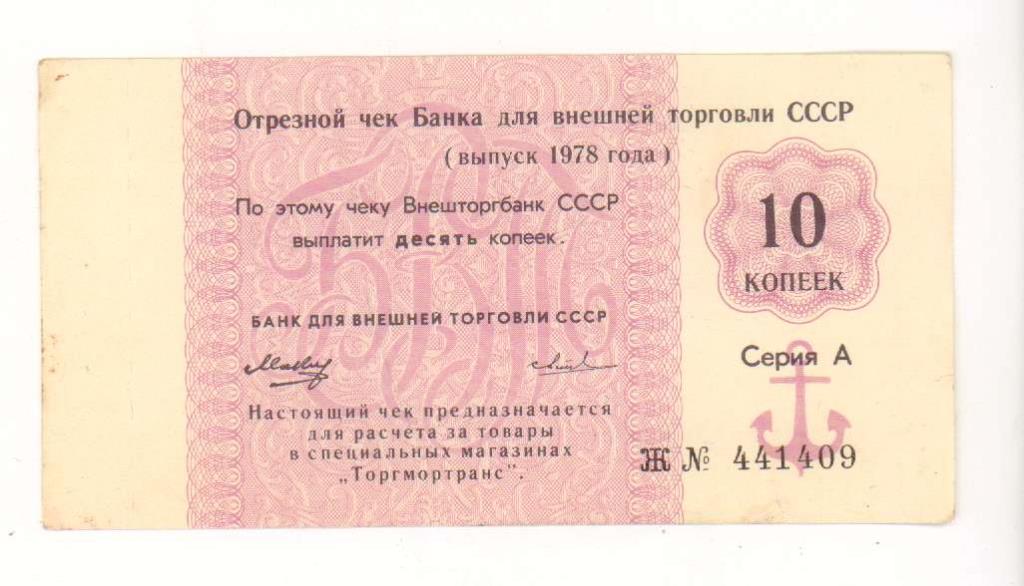 Отрезной чек Банка для внешней торговли СССР
(выпуск 1978 года)
По этому чеку Внешторгбанк СССР
выплатит десять копеек.
10
КОПЕЕК
БАНК ДЛЯ ВНЕШНЕЙ ТОРГОВЛИ СССР
Серия А
Настоящий чек предназначается
для расчета за товары
в специальных магазинах
„Торгмортранс".
Ж № 441409